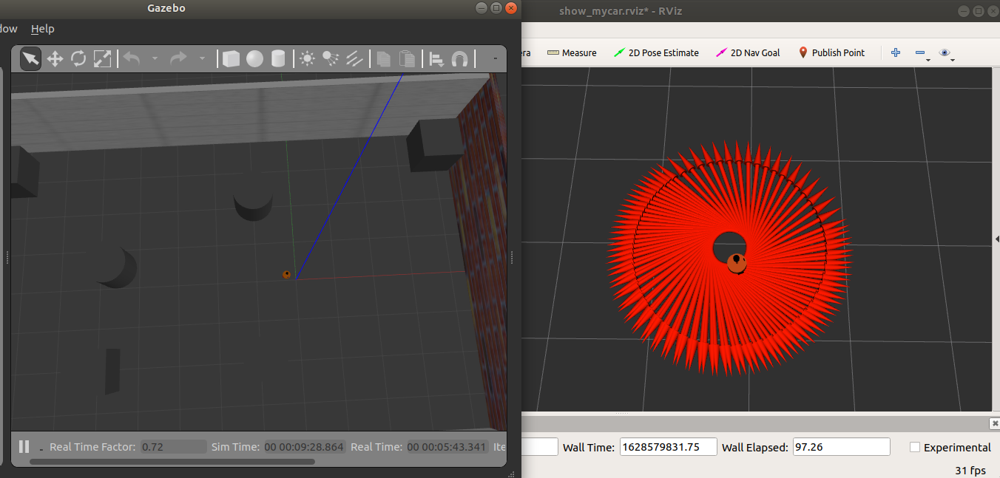 Gazebo
show_mycar.rviz* - RViz
dow Help
era Measure 2D Pose Estimate 2D Nav Goal Publish Point
Real Time Factor: 0.72 Sim Time: 00 00:09:28.864 Real Time: 00 00:05:43.341 Ite
Wall Time: 1628579831.75 Wall Elapsed: 97.26 Experimental
31 fps